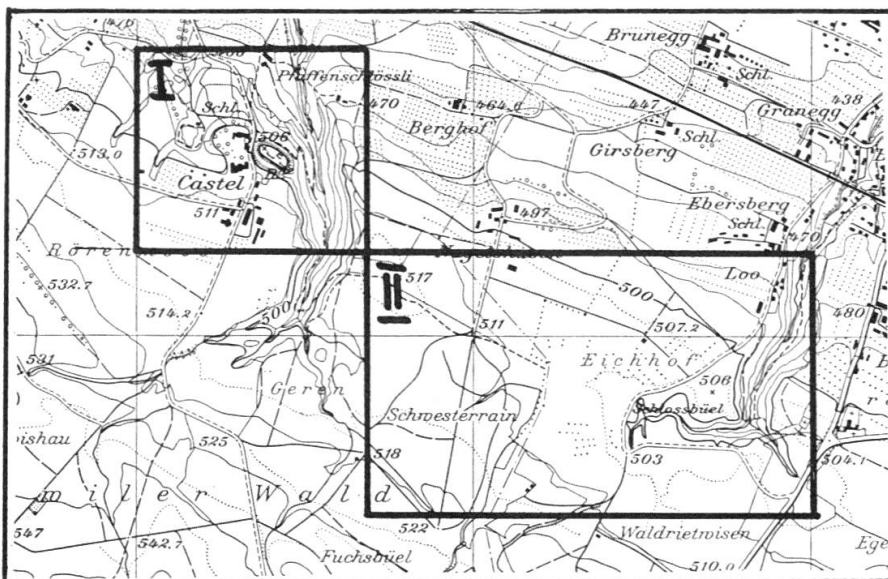 Brunegg
I
Pfaffenschlössli
Schl.
438
470
464.6
447
Granegg
Schl.
506
Berghof
Schl.
513.0
Girsberg
Castel
Ebersberg
511
497
Schl.
470
532.7
II
517
Loo
500
514.2
500
511
507.2
480
Eichhof
531
Geren
506
Schwesterrain
Schlossbüel
525
518
503
504.1
Wald
522
547
542.7
Waldrietwisen
Fuchsbüel
510.0